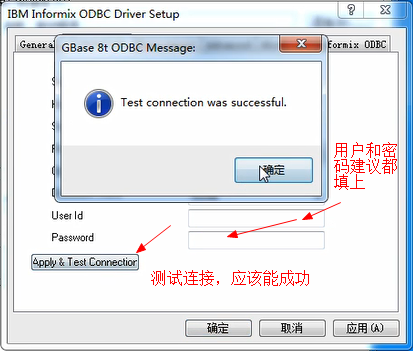 IBM Informix ODBC Driver Setup
General
formix ODBC
GBase 8t ODBC Message:
Test connection was successful.
确定
用户和密
码建议都
填上
User Id
Password
Apply & Test Connection
测试连接，应该能成功
确定
取消
应用(A)